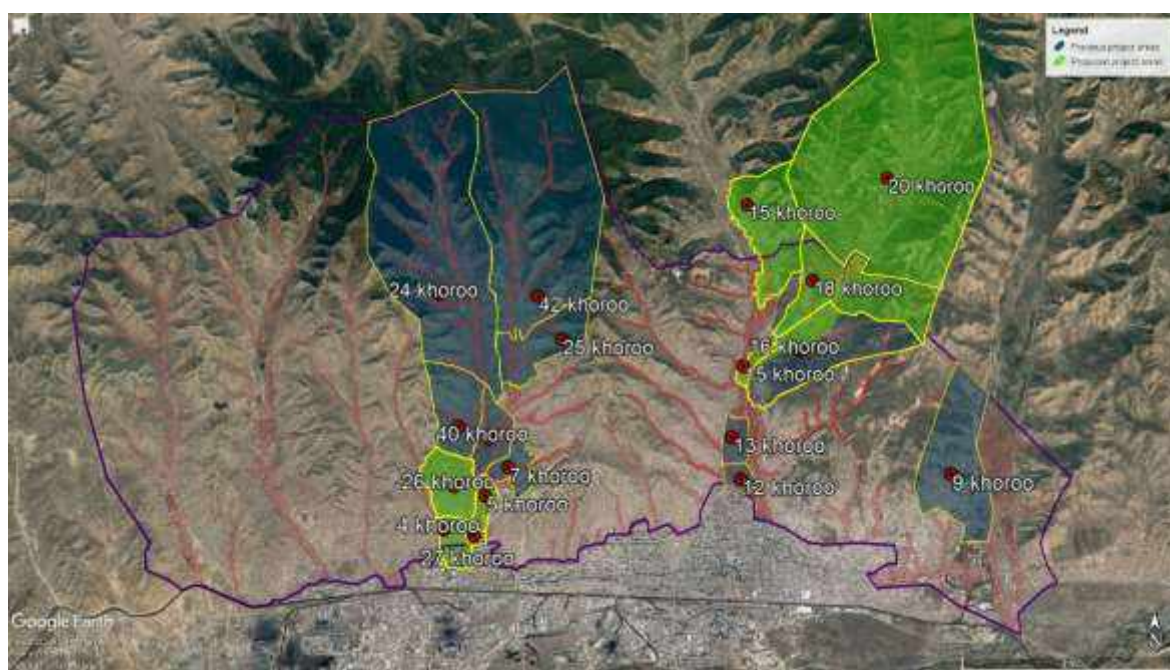 Legend
Previous project areas
Proposed project areas
20 khoroo
15 khoroo
18 khoroo
24 khoroo
42 khoroo
25 khoroo
16 khoroo
5 khoroo
40 khoroo
13 khoroo
7 khoroo
26 khoroo
12 khoroo
9 khoroo
5 khoroo
4 khoroo
27 khoroo
Google Earth
N